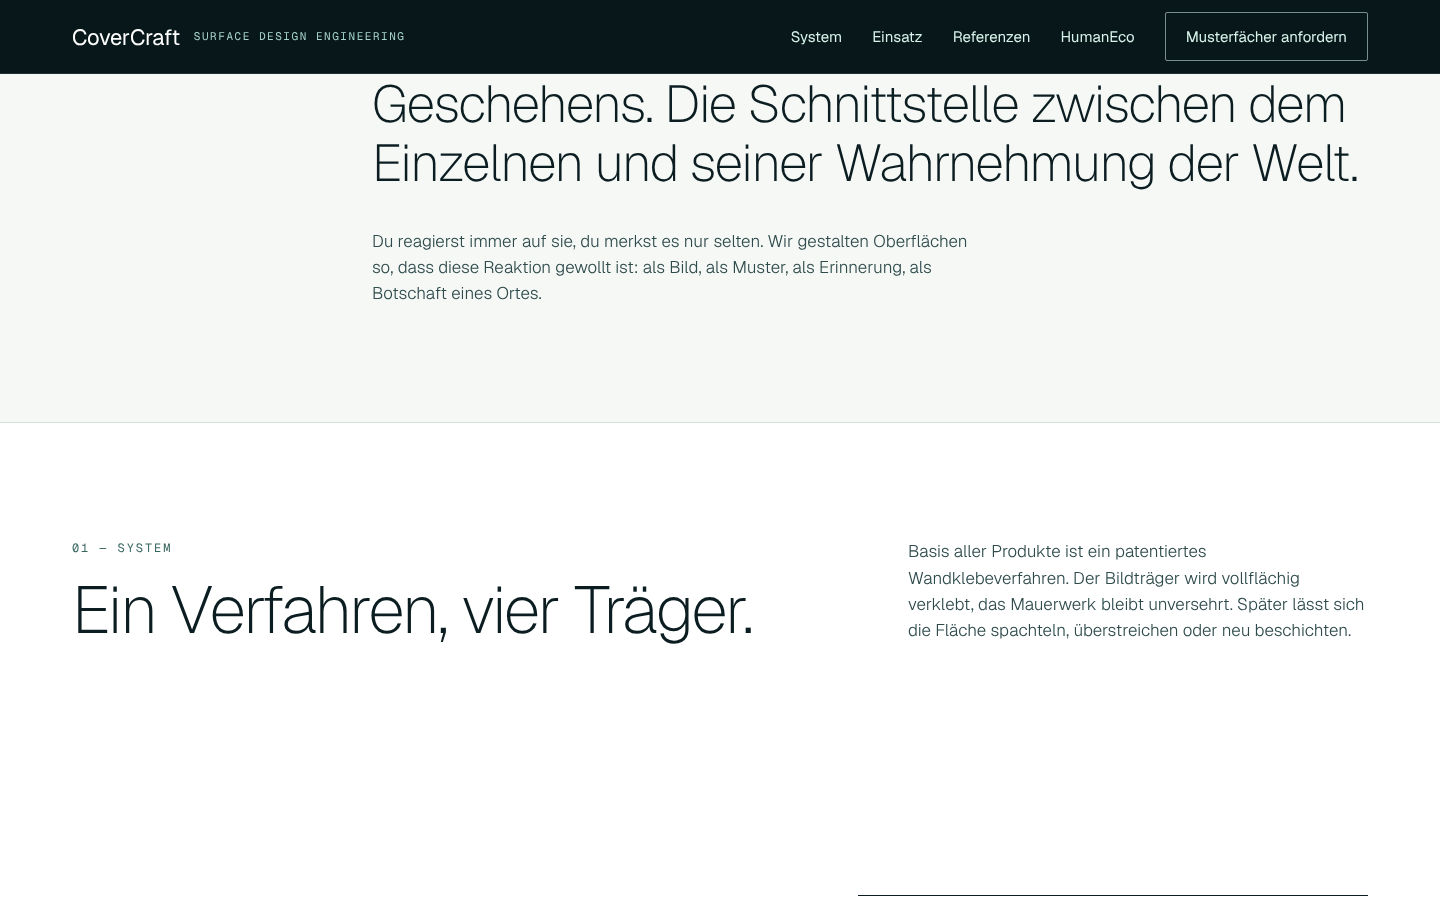 CoverCraft SURFACE DESIGN ENGINEERING
System Einsatz Referenzen HumanEco Musterfächer anfordern
Geschehens. Die Schnittstelle zwischen dem
Einzelnen und seiner Wahrnehmung der Welt.
Du reagierst immer auf sie, du merkst es nur selten. Wir gestalten Oberflächen
so, dass diese Reaktion gewollt ist: als Bild, als Muster, als Erinnerung, als
Botschaft eines Ortes.
01 — SYSTEM
Ein Verfahren, vier Träger.
Basis aller Produkte ist ein patentiertes
Wandklebeverfahren. Der Bildträger wird vollflächig
verklebt, das Mauerwerk bleibt unversehrt. Später lässt sich
die Fläche spachteln, überstreichen oder neu beschichten.